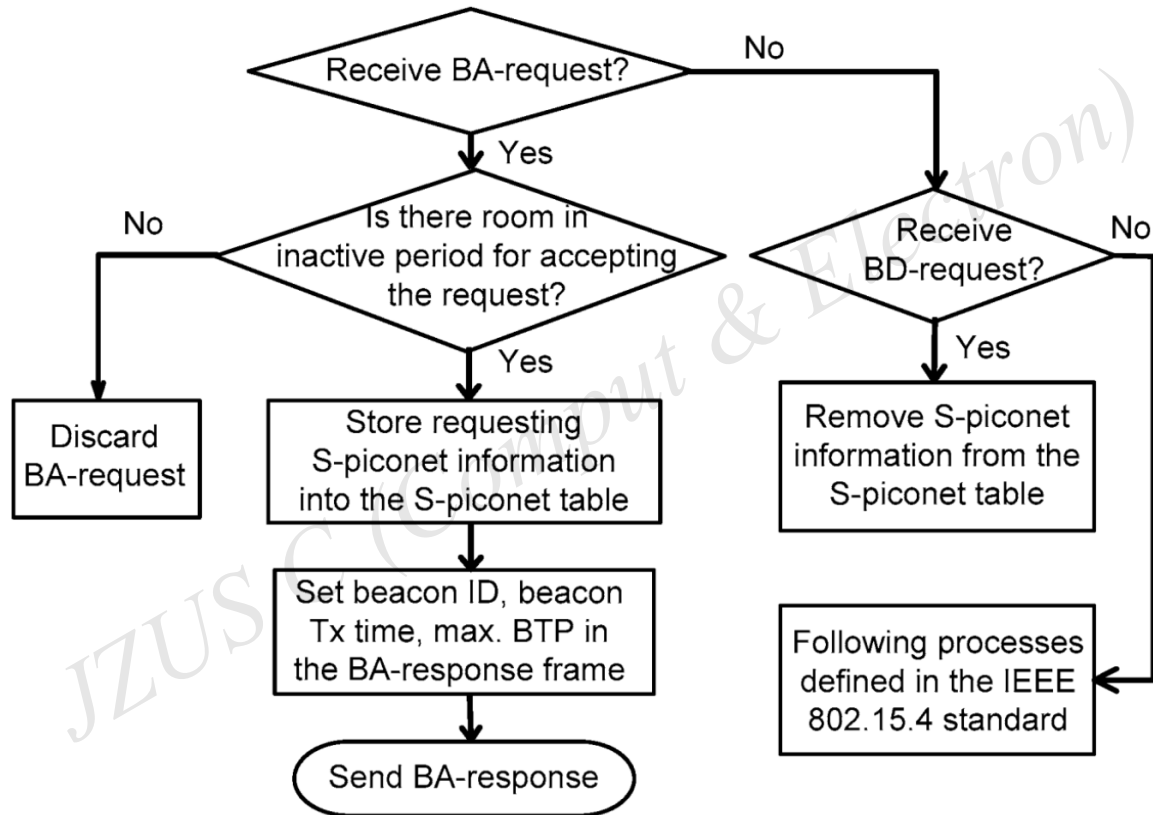 Receive BA-request?
No
Yes
Is there room in
inactive period for accepting
the request?
No
Yes
Receive
BD-request?
No
Yes
Discard
BA-request
Store requesting
S-piconet information
into the S-piconet table
Remove S-piconet
information from the
S-piconet table
Set beacon ID, beacon
Tx time, max. BTP in
the BA-response frame
Following processes
defined in the IEEE
802.15.4 standard
Send BA-response
JZUS C (Comput & Electron)